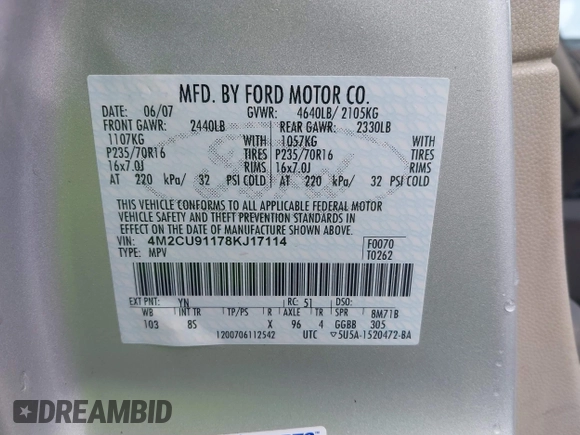 MFD. BY FORD MOTOR CO.
DATE: 06/07 GVWR: 4640LB/ 2105KG
FRONT GAWR: 2440LB REAR GAWR: 2330LB
1107KG WITH 1057KG WITH
P235/70R16 TIRES P235/70R16 TIRES
16x7.0J RIMS 16x7.0J RIMS
AT 220 kPa/ 32 PSI COLD AT 220 kPa/ 32 PSI COLD
THIS VEHICLE CONFORMS TO ALL APPLICABLE FEDERAL MOTOR
VEHICLE SAFETY AND THEFT PREVENTION STANDARDS IN
EFFECT ON THE DATE OF MANUFACTURE SHOWN ABOVE.
VIN: 4M2CU91178KJ17114 F0070
TYPE: MPV T0262
EXT PNT: YN RC: 51 DSO:
WB INT TR TP/PS R AXLE TR SPR BM71B
103 85 X 96 4 GGBB 305
1200706112542 UTC ▽5U5A-1520472-BA
DREAMBID